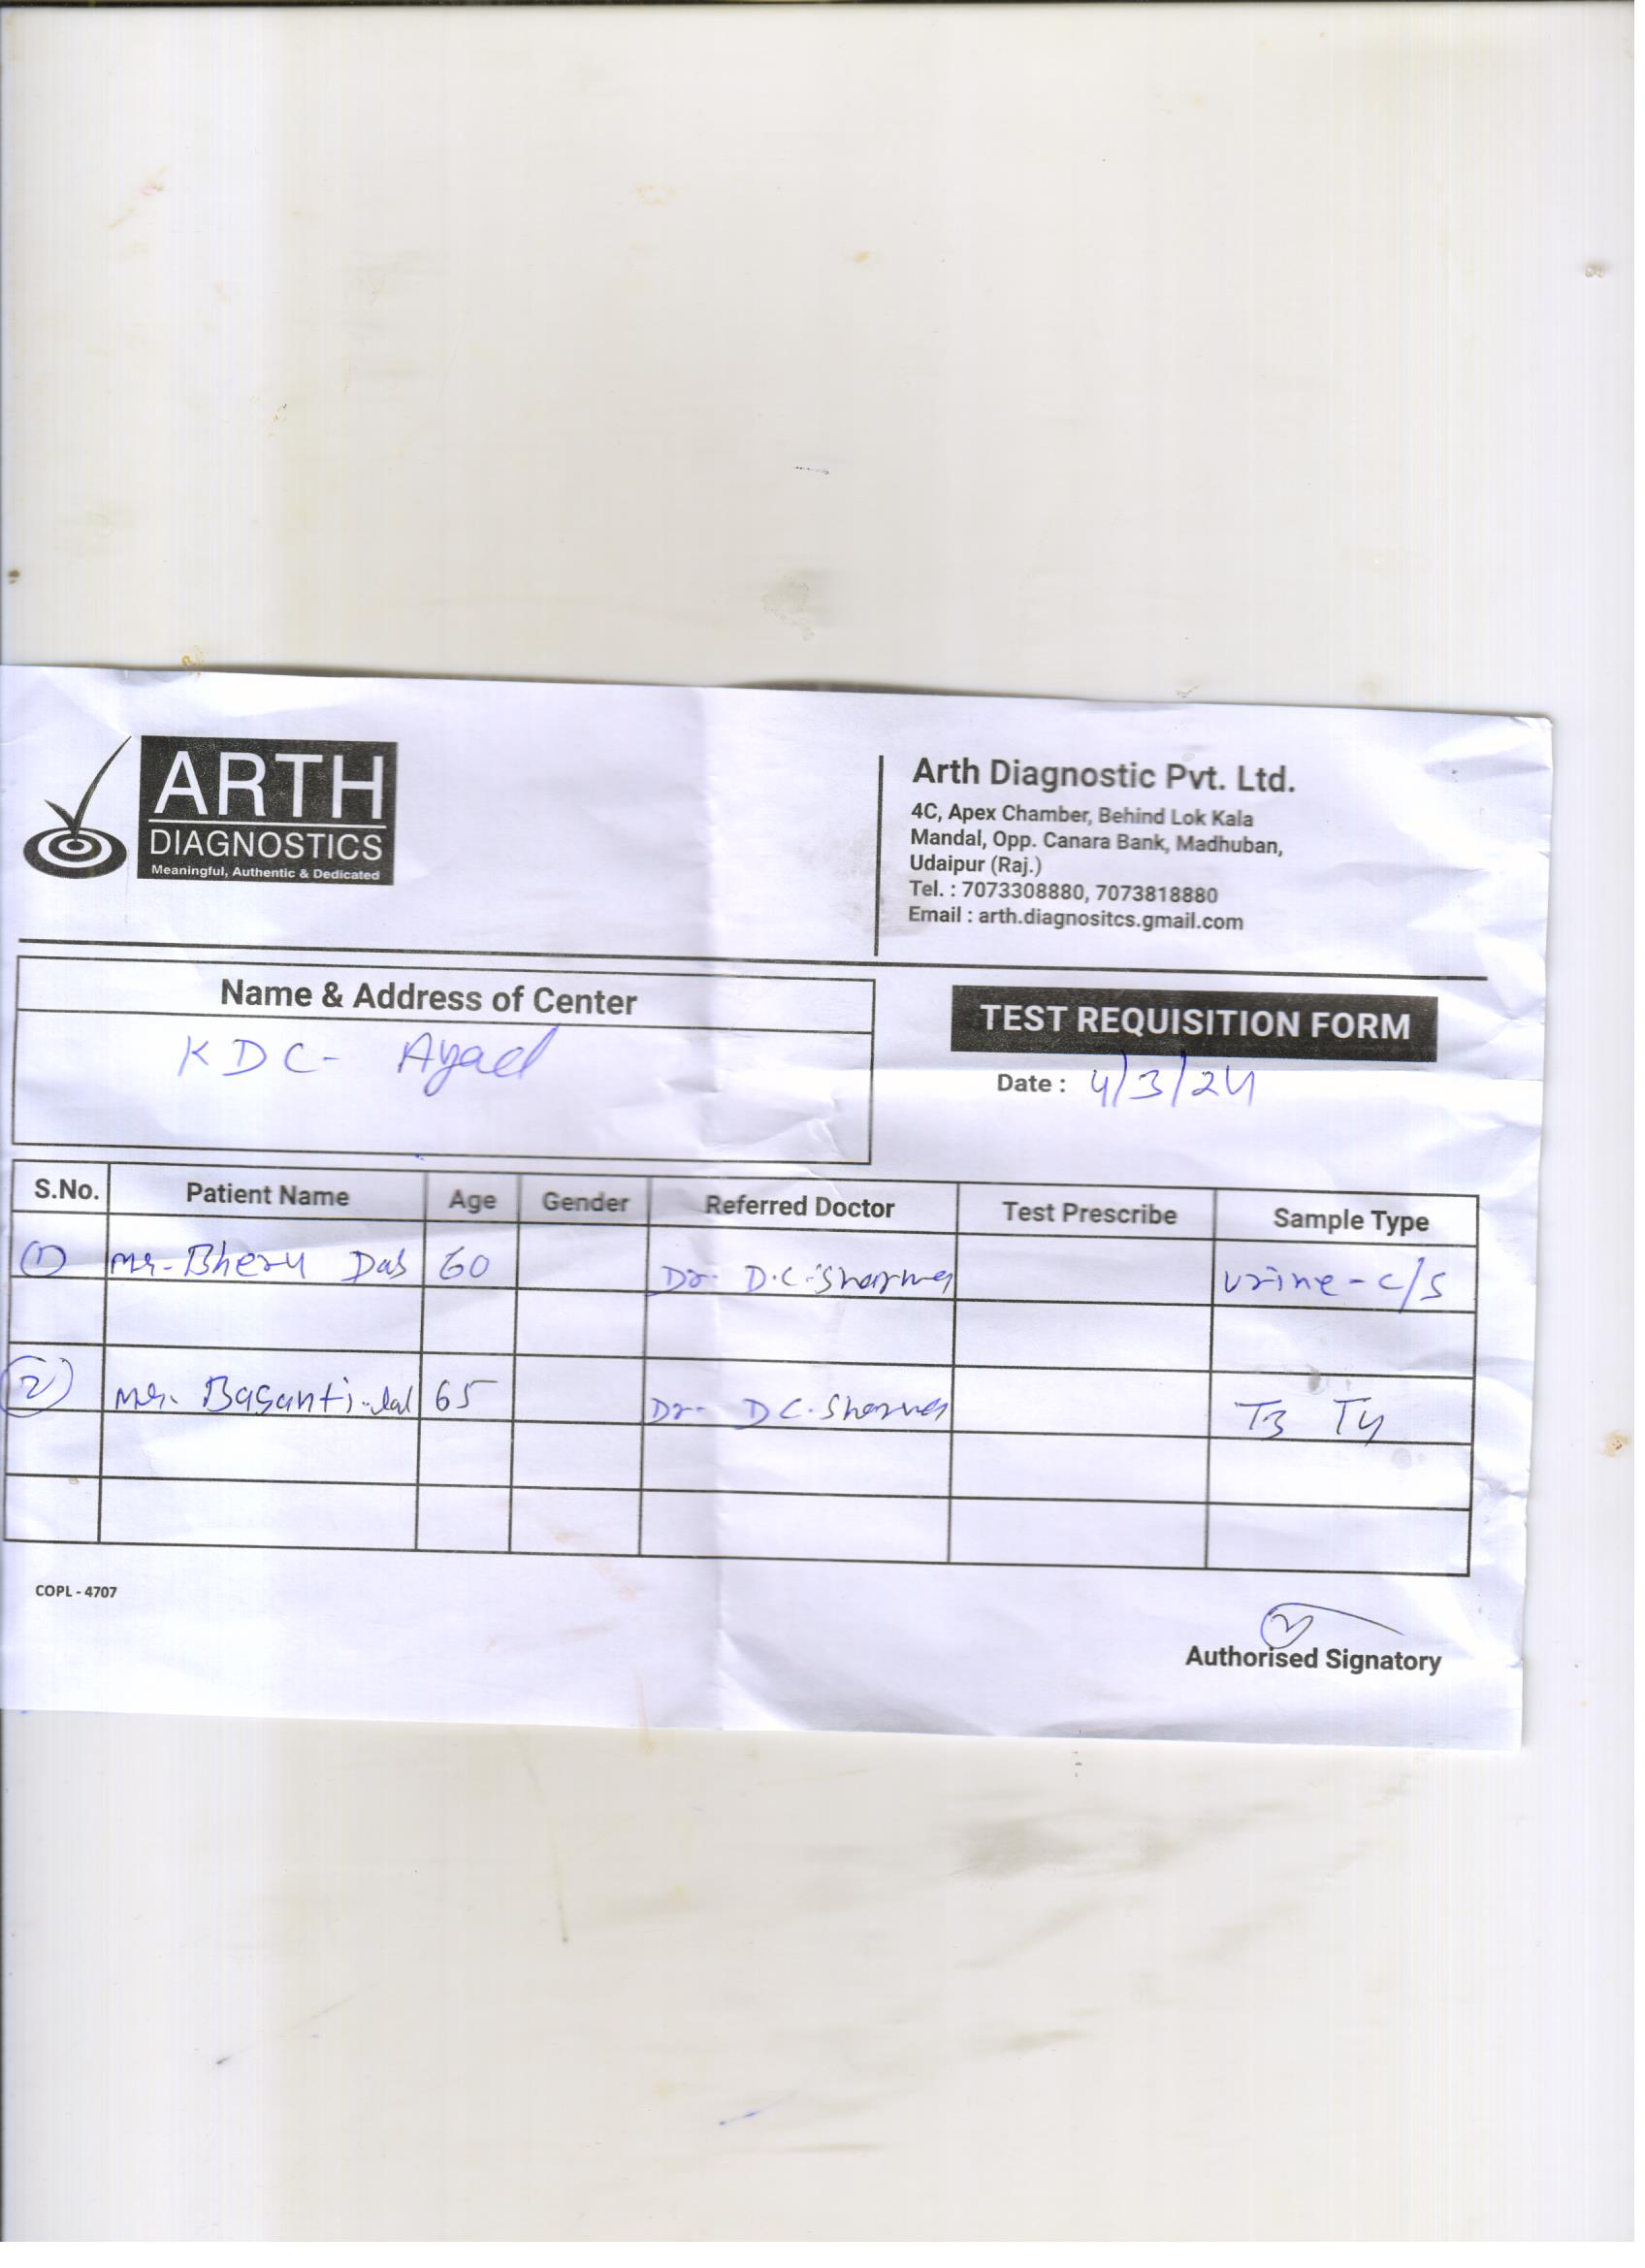 ARTH
DIAGNOSTICS
Meaningful, Authentic & Dedicated
Arth Diagnostic Pvt. Ltd.
4C, Apex Chamber, Behind Lok Kala
Mandal, Opp. Canara Bank, Madhuban,
Udaipur (Raj.)
Tel. : 7073308880, 7073818880
Email : arth.diagnositcs.gmail.com
Name & Address of Center
KDC- Ayad
TEST REQUISITION FORM
Date : 4/3/24
S.No. Patient Name Age Gender Referred Doctor Test Prescribe Sample Type
(1) Mr. Bheru Das 60 Dr. D.C. Sharma Urine - C/S
(2) Mr. Basanti Lal 65 Dr. D C. Sharma T3 T4
COPL - 4707
Authorised Signatory